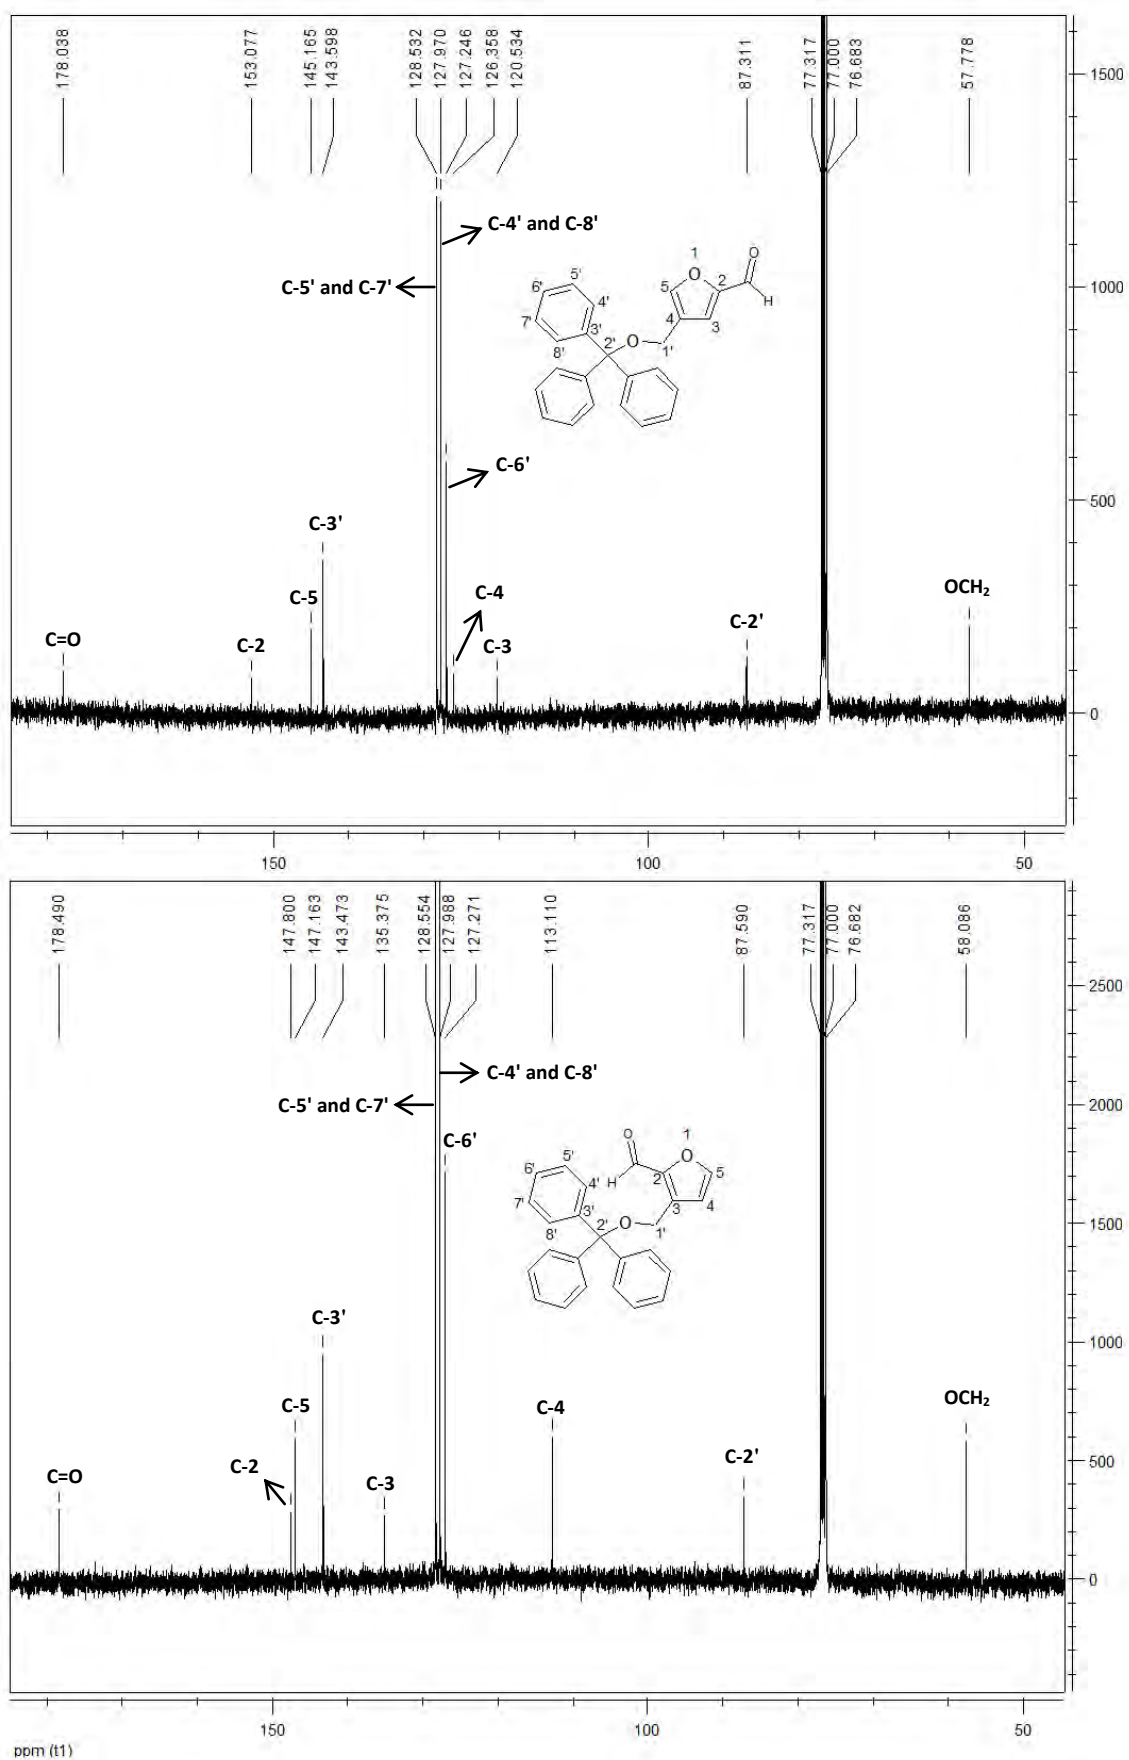 178.038
153.077
145.165
143.598
128.532
127.970
127.246
126.358
120.534
87.311
77.317
77.000
76.683
57.778
1500
C-4' and C-8'
C-5' and C-7'
1000
O
1
O
2
H
3
4
5
5'
6'
4'
7'
3'
8'
2'
O
1'
C-6'
500
C-3'
C-4
C-5
OCH₂
C=O
C-2
C-3
C-2'
0
150
100
50
178.490
147.800
147.163
143.473
135.375
128.554
127.988
127.271
113.110
87.590
77.317
77.000
76.682
58.086
2500
C-4' and C-8'
C-5' and C-7'
2000
C-6'
O
1
O
5
H
2
3
4
5'
6'
4'
7'
3'
8'
2'
O
1'
1500
C-3'
1000
C-5
C-4
OCH₂
C-2
C=O
C-3
C-2'
500
0
150
100
50
ppm (t1)